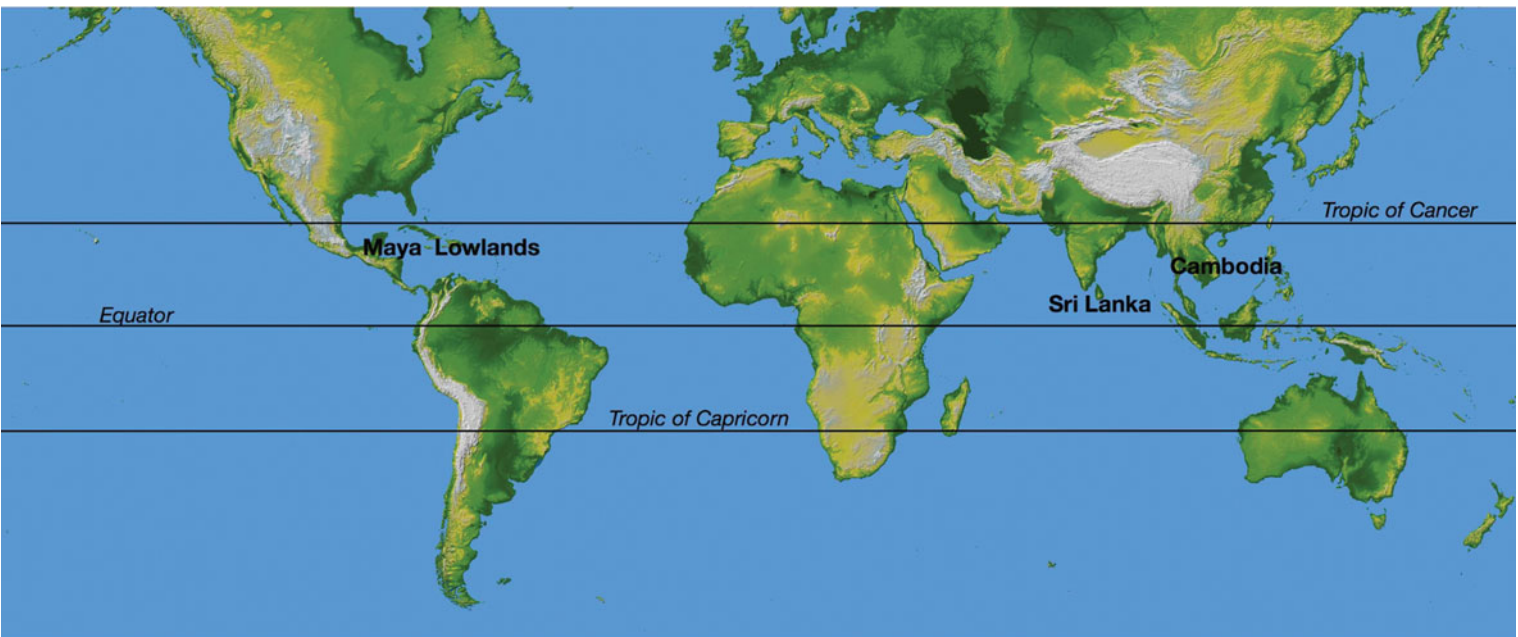 Tropic of Cancer
Maya Lowlands
Cambodia
Sri Lanka
Equator
Tropic of Capricorn